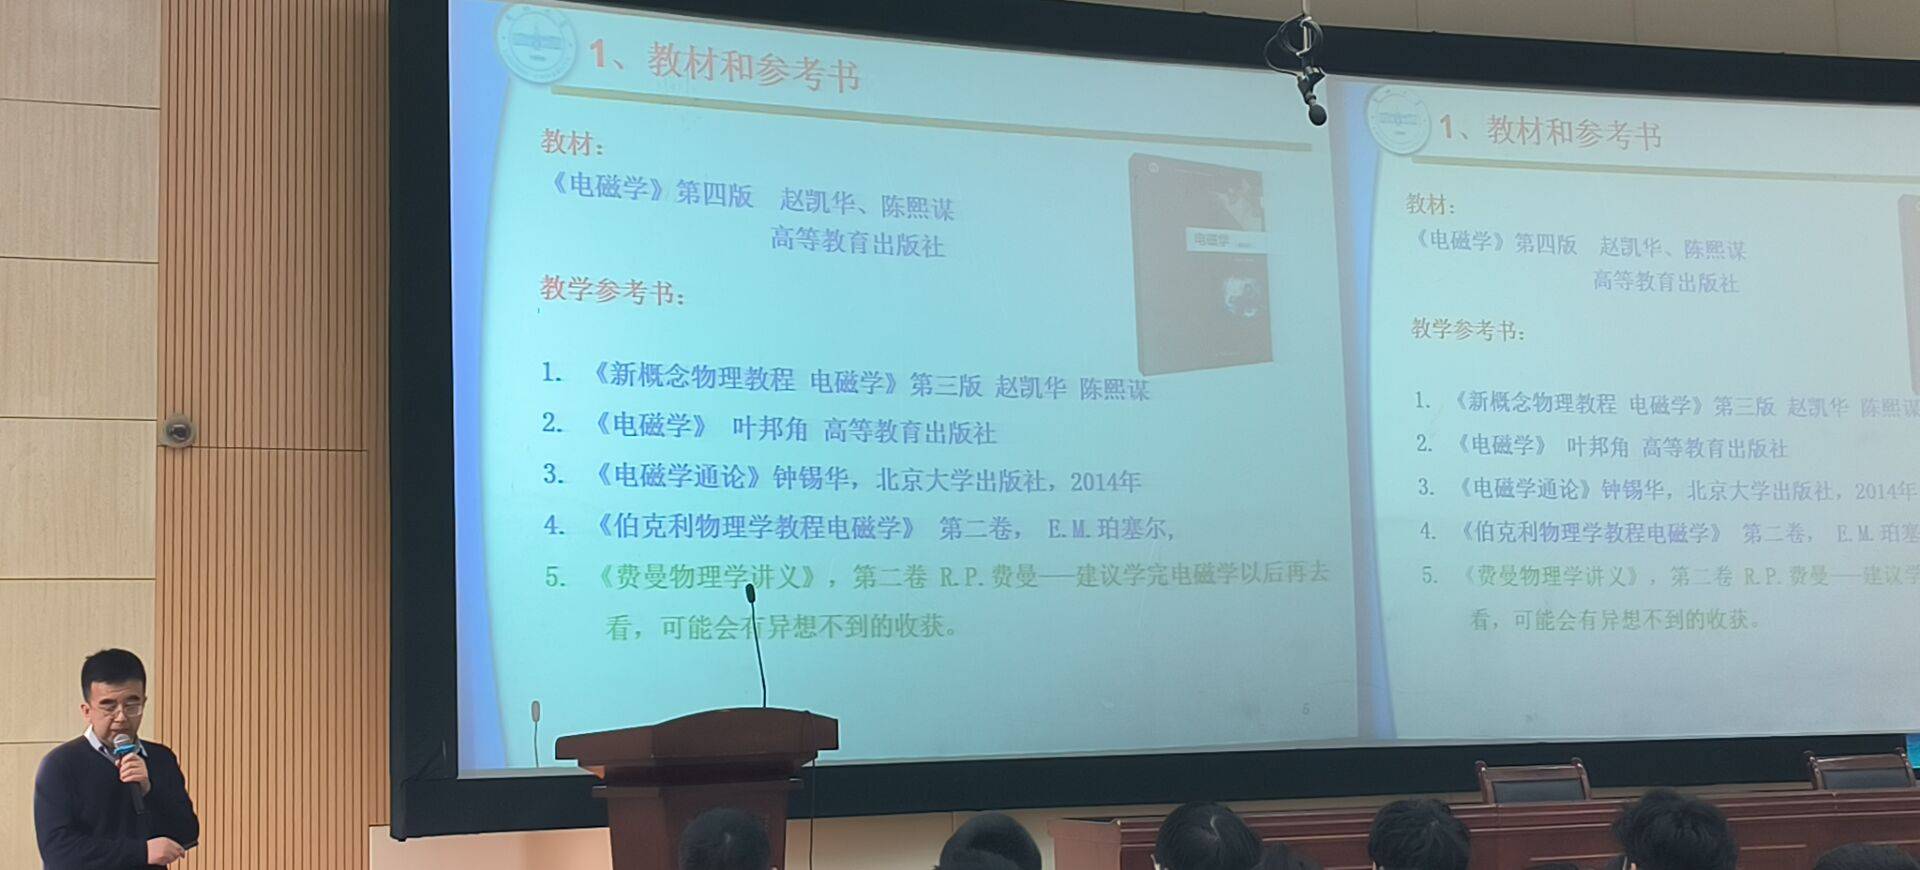 1、教材和参考书
教材：
《电磁学》第四版 赵凯华、陈熙谋
高等教育出版社
电磁学
教学参考书：
1. 《新概念物理教程 电磁学》第三版 赵凯华 陈熙谋
2. 《电磁学》 叶邦角 高等教育出版社
3. 《电磁学通论》钟锡华，北京大学出版社，2014年
4. 《伯克利物理学教程电磁学》 第二卷， E.M.珀塞尔,
5. 《费曼物理学讲义》，第二卷 R.P.费曼——建议学完电磁学以后再去
看，可能会有异想不到的收获。
1、教材和参考书
教材：
《电磁学》第四版 赵凯华、陈熙谋
高等教育出版社
教学参考书：
1. 《新概念物理教程 电磁学》第三版 赵凯华 陈熙谋
2. 《电磁学》 叶邦角 高等教育出版社
3. 《电磁学通论》钟锡华，北京大学出版社，2014年
4. 《伯克利物理学教程电磁学》 第二卷， E.M.珀塞
5. 《费曼物理学讲义》，第二卷 R.P.费曼——建议学
看，可能会有异想不到的收获。